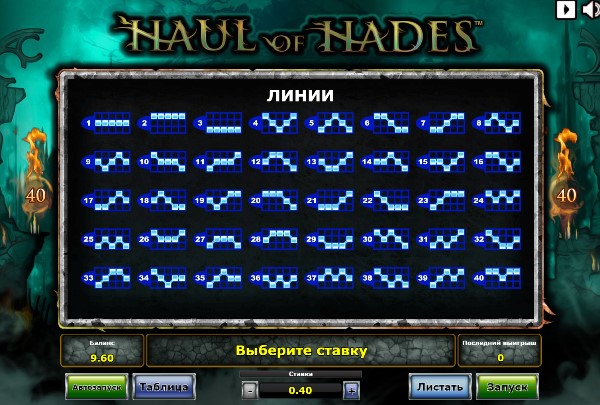 HAUL OF HADES™
ЛИНИИ
1 2 3 4 5 6 7 8
9 10 11 12 13 14 15 16
40 17 18 19 20 21 22 23 24 40
25 26 27 28 29 30 31 32
33 34 35 36 37 38 39 40
Баланс
9.60
Выберите ставку
Последний выигрыш
0
Автозапуск
Таблица
Ставка
-
0.40
+
Листать
Запуск